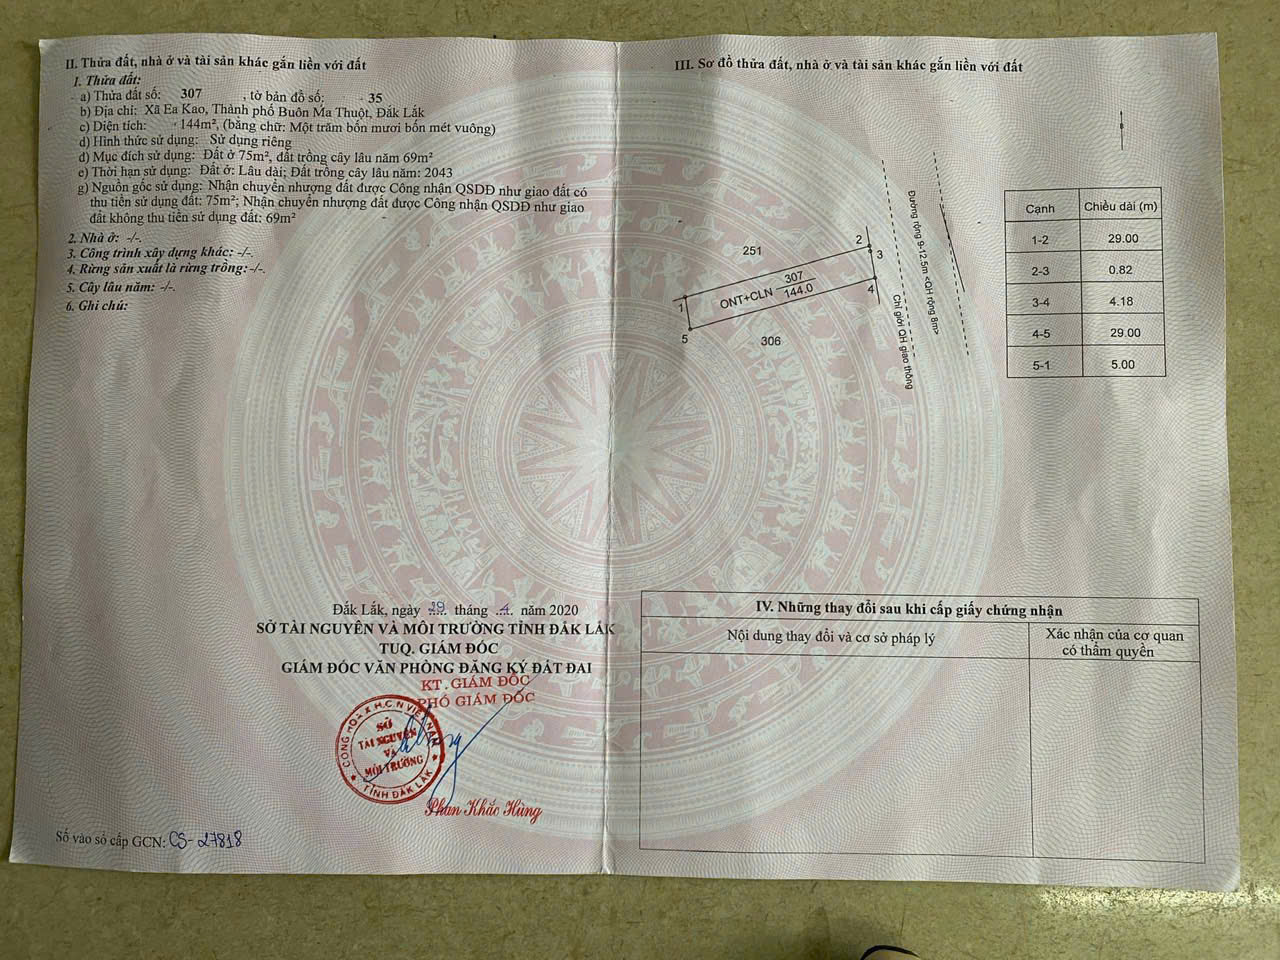 II. Thửa đất, nhà ở và tài sản khác gắn liền với đất
1. Thửa đất:
a) Thửa đất số: 307 , tờ bản đồ số: 35
b) Địa chỉ: Xã Ea Kao, Thành phố Buôn Ma Thuột, Đắk Lắk
c) Diện tích: 144m², (bằng chữ: Một trăm bốn mươi bốn mét vuông)
d) Hình thức sử dụng: Sử dụng riêng
đ) Mục đích sử dụng: Đất ở 75m², đất trồng cây lâu năm 69m²
e) Thời hạn sử dụng: Đất ở: Lâu dài; Đất trồng cây lâu năm: 2043
g) Nguồn gốc sử dụng: Nhận chuyển nhượng đất được Công nhận QSDĐ như giao đất có
thu tiền sử dụng đất: 75m²; Nhận chuyển nhượng đất được Công nhận QSDĐ như giao
đất không thu tiền sử dụng đất: 69m²
2. Nhà ở: -/-.
3. Công trình xây dựng khác: -/-.
4. Rừng sản xuất là rừng trồng: -/-.
5. Cây lâu năm: -/-.
6. Ghi chú:
Đắk Lắk, ngày 29 tháng 4 năm 2020
SỞ TÀI NGUYÊN VÀ MÔI TRƯỜNG TỈNH ĐẮK LẮK
TUQ. GIÁM ĐỐC
GIÁM ĐỐC VĂN PHÒNG ĐĂNG KÝ ĐẤT ĐAI
KT. GIÁM ĐỐC
PHÓ GIÁM ĐỐC
CỘNG HOÀ X.H.C.N VIỆT NAM
SỞ
TÀI NGUYÊN
VÀ
MÔI TRƯỜNG
TỈNH ĐẮK LẮK
Phan Khắc Hùng
Số vào sổ cấp GCN: CS-27818
III. Sơ đồ thửa đất, nhà ở và tài sản khác gắn liền với đất
251
2
3
307
ONT+CLN
144.0
4
1
5
306
Đường rộng 9-12.5m <QH rộng 8m>
Chỉ giới QH giao thông
Cạnh Chiều dài (m)
1-2 29.00
2-3 0.82
3-4 4.18
4-5 29.00
5-1 5.00
IV. Những thay đổi sau khi cấp giấy chứng nhận
Nội dung thay đổi và cơ sở pháp lý
Xác nhận của cơ quan
có thẩm quyền